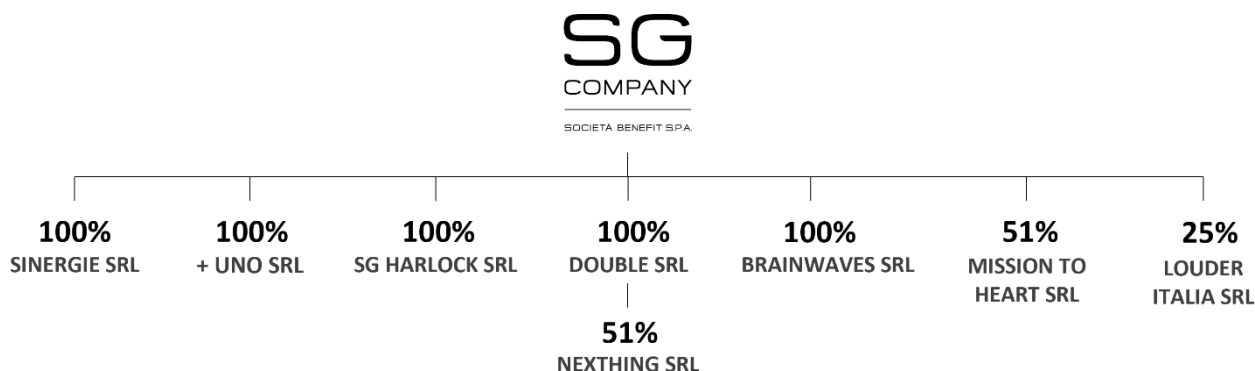 SG
COMPANY
SOCIETÀ BENEFIT S.P.A.
100%
SINERGIE SRL
100%
+ UNO SRL
100%
SG HARLOCK SRL
100%
DOUBLE SRL
51%
NEXTHING SRL
100%
BRAINWAVES SRL
51%
MISSION TO
HEART SRL
25%
LOUDER
ITALIA SRL